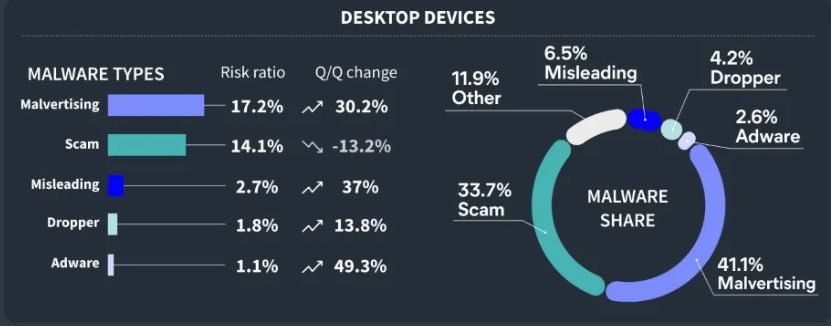 DESKTOP DEVICES
MALWARE TYPES Risk ratio Q/Q change
Malvertising 17.2% 30.2%
Scam 14.1% -13.2%
Misleading 2.7% 37%
Dropper 1.8% 13.8%
Adware 1.1% 49.3%
6.5%
Misleading
4.2%
Dropper
11.9%
Other
2.6%
Adware
33.7%
Scam
MALWARE
SHARE
41.1%
Malvertising